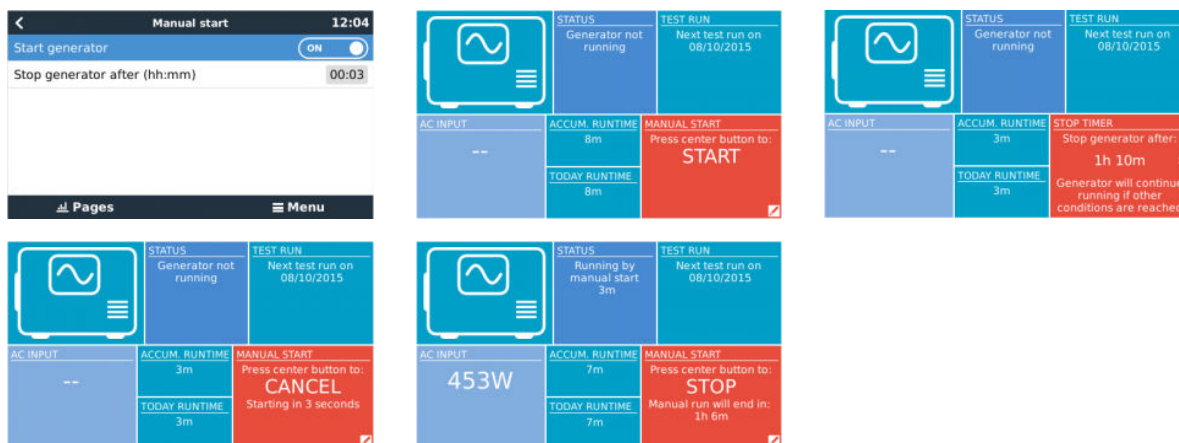 Manual start 12:04
Start generator ON
Stop generator after (hh:mm) 00:03
Pages Menu
STATUS
Generator not
running
TEST RUN
Next test run on
08/10/2015
AC INPUT
--
ACCUM. RUNTIME
8m
TODAY RUNTIME
8m
MANUAL START
Press center button to:
START
STATUS
Generator not
running
TEST RUN
Next test run on
08/10/2015
AC INPUT
--
ACCUM. RUNTIME
3m
TODAY RUNTIME
3m
STOP TIMER
Stop generator after:
1h 10m
Generator will continue
running if other
conditions are reached
STATUS
Generator not
running
TEST RUN
Next test run on
08/10/2015
AC INPUT
--
ACCUM. RUNTIME
3m
TODAY RUNTIME
3m
MANUAL START
Press center button to:
CANCEL
Starting in 3 seconds
STATUS
Running by
manual start
3m
TEST RUN
Next test run on
08/10/2015
AC INPUT
453W
ACCUM. RUNTIME
7m
TODAY RUNTIME
7m
MANUAL START
Press center button to:
STOP
Manual run will end in:
1h 6m